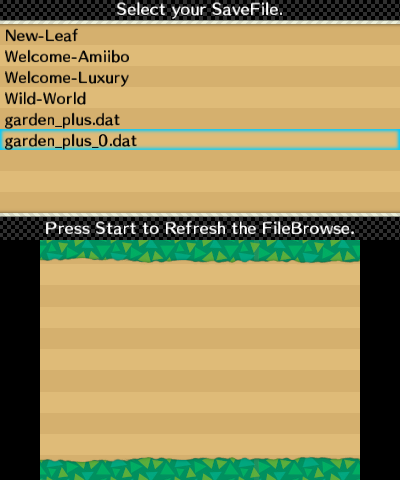 Select your SaveFile.
New-Leaf
Welcome-Amiibo
Welcome-Luxury
Wild-World
garden_plus.dat
garden_plus_0.dat
Press Start to Refresh the FileBrowse.